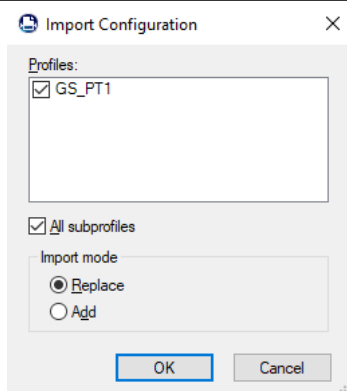 Import Configuration
Profiles:
GS_PT1
All subprofiles
Import mode
Replace
Add
OK
Cancel